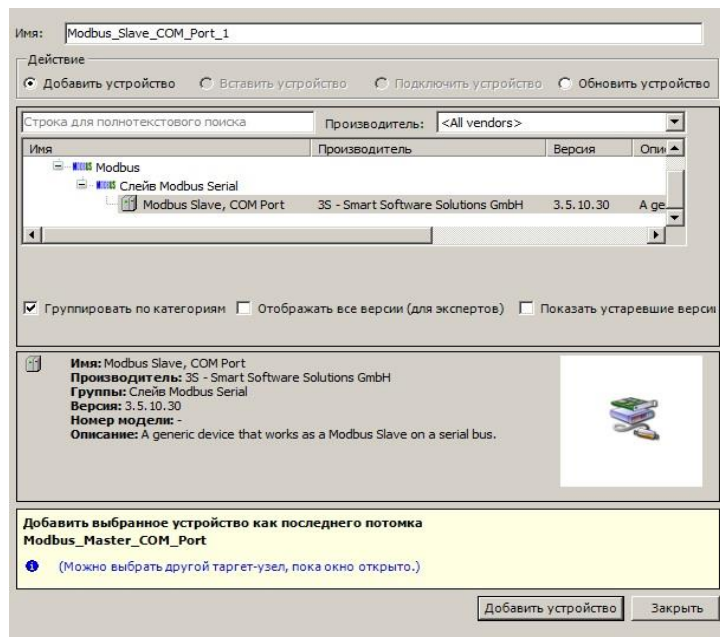 Имя: Modbus_Slave_COM_Port_1
Действие
Добавить устройство Вставить устройство Подключить устройство Обновить устройство
Строка для полнотекстового поиска Производитель: <All vendors>
Имя Производитель Версия Опи
Modbus
Слейв Modbus Serial
Modbus Slave, COM Port 3S - Smart Software Solutions GmbH 3.5.10.30 A ge
Группировать по категориям Отображать все версии (для экспертов) Показать устаревшие верси
Имя: Modbus Slave, COM Port
Производитель: 3S - Smart Software Solutions GmbH
Группы: Слейв Modbus Serial
Версия: 3.5.10.30
Номер модели: -
Описание: A generic device that works as a Modbus Slave on a serial bus.
Добавить выбранное устройство как последнего потомка
Modbus_Master_COM_Port
(Можно выбрать другой таргет-узел, пока окно открыто.)
Добавить устройство Закрыть